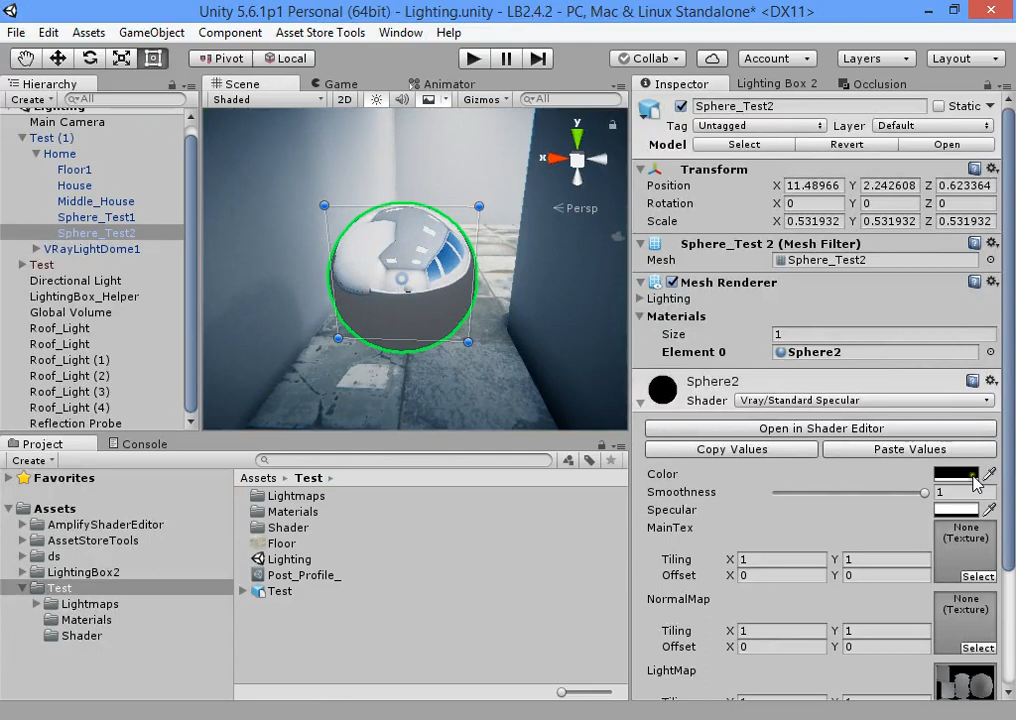 Unity 5.6.1p1 Personal (64bit) - Lighting.unity - LB2.4.2 - PC, Mac & Linux Standalone* <DX11>
File Edit Assets GameObject Component Asset Store Tools Window Help
Pivot Local Collab Account Layers Layout
Hierarchy
Create All
Main Camera
Test (1)
Home
Floor1
House
Middle_House
Sphere_Test1
Sphere_Test2
VRayLightDome1
Test
Directional Light
LightingBox_Helper
Global Volume
Roof_Light
Roof_Light
Roof_Light (1)
Roof_Light (2)
Roof_Light (3)
Roof_Light (4)
Reflection Probe
Scene Game Animator
Shaded 2D Gizmos All
y
x
Persp
Project Console
Create
Favorites
Assets
AmplifyShaderEditor
AssetStoreTools
ds
LightingBox2
Test
Lightmaps
Materials
Shader
Assets Test
Lightmaps
Materials
Shader
Floor
Lighting
Post_Profile_
Test
Inspector Lighting Box 2 Occlusion
Sphere_Test2 Static
Tag Untagged Layer Default
Model Select Revert Open
Transform
Position X 11.48966 Y 2.242608 Z 0.623364
Rotation X 0 Y 0 Z 0
Scale X 0.531932 Y 0.531932 Z 0.531932
Sphere_Test 2 (Mesh Filter)
Mesh Sphere_Test2
Mesh Renderer
Lighting
Materials
Size 1
Element 0 Sphere2
Sphere2
Shader Vray/Standard Specular
Open in Shader Editor
Copy Values Paste Values
Color
Smoothness 1
Specular
MainTex None (Texture)
Tiling X 1 Y 1
Offset X 0 Y 0 Select
NormalMap None (Texture)
Tiling X 1 Y 1
Offset X 0 Y 0 Select
LightMap